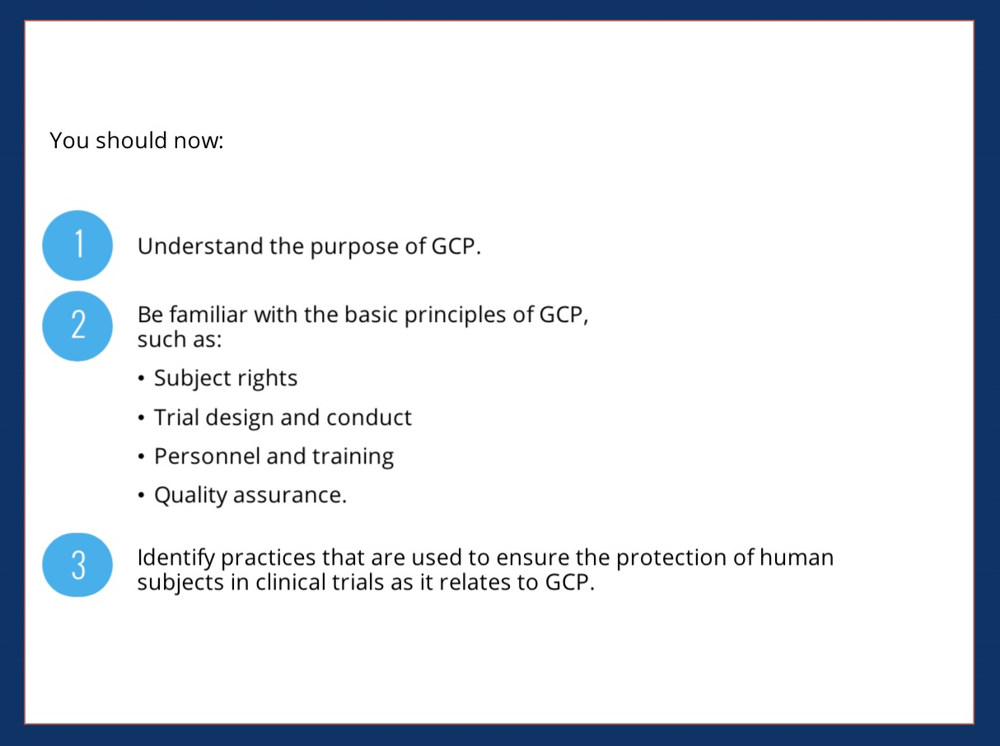 You should now:
1
Understand the purpose of GCP.
2
Be familiar with the basic principles of GCP,
such as:
• Subject rights
• Trial design and conduct
• Personnel and training
• Quality assurance.
3
Identify practices that are used to ensure the protection of human
subjects in clinical trials as it relates to GCP.